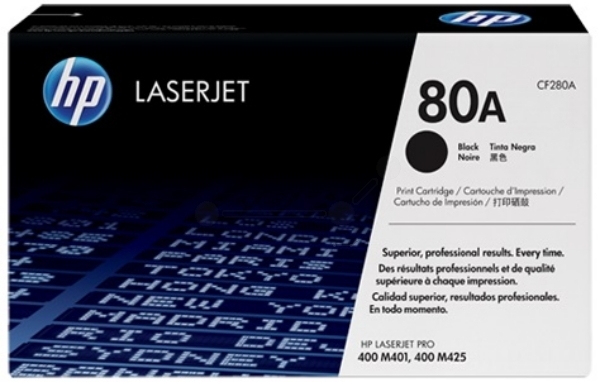 hp
LASERJET
80A
CF280A
Black Tinta Negra
Noire 黑色
Print Cartridge / Cartouche d'Impression /
Cartucho de Impresión / 打印硒鼓
Superior, professional results. Every time.
Des résultats professionnels et de qualité
supérieure à chaque impression.
Calidad superior, resultados profesionales.
En todo momento.
HP LASERJET PRO
400 M401, 400 M425
LONDON
MIAMI
NEW YORK
MADRID